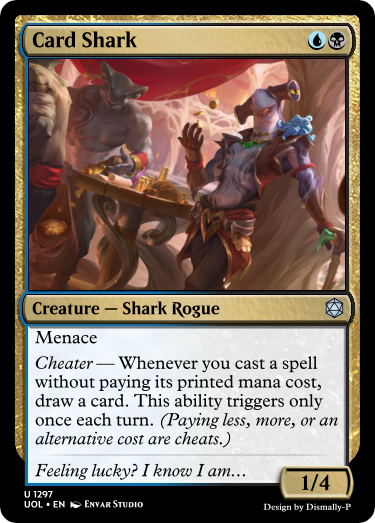 Card Shark
Creature — Shark Rogue
Menace
Cheater — Whenever you cast a spell
without paying its printed mana cost,
draw a card. This ability triggers only
once each turn. (Paying less, more, or an
alternative cost are cheats.)
Feeling lucky? I know I am…
1/4
U 1297
UOL • EN Envar Studio
Design by Dismally-P